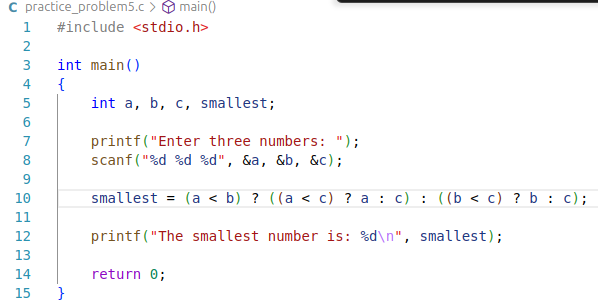 C practice_problem5.c > main()
1 #include <stdio.h>
2
3 int main()
4 {
5 int a, b, c, smallest;
6
7 printf("Enter three numbers: ");
8 scanf("%d %d %d", &a, &b, &c);
9
10 smallest = (a < b) ? ((a < c) ? a : c) : ((b < c) ? b : c);
11
12 printf("The smallest number is: %d\n", smallest);
13
14 return 0;
15 }